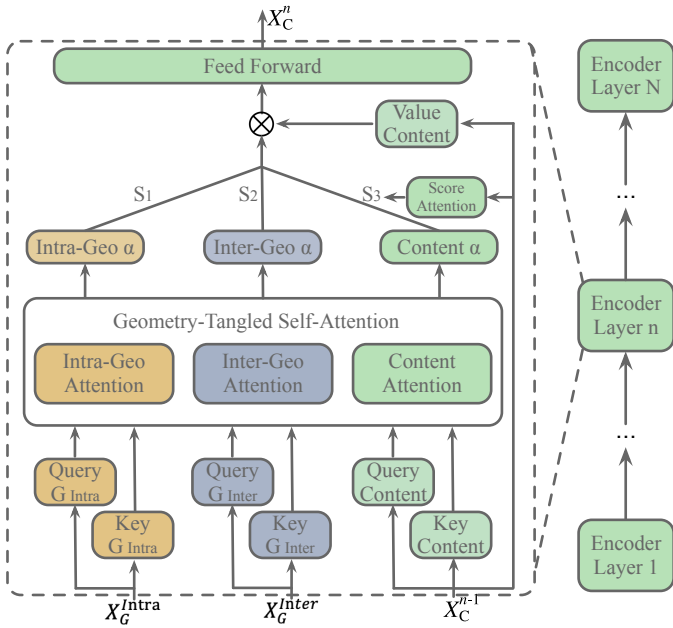 X_C^n
Feed Forward
Encoder
Layer N
Value
Content
S1
S2
S3
Score
Attention
...
Intra-Geo α
Inter-Geo α
Content α
Geometry-Tangled Self-Attention
Encoder
Layer n
Intra-Geo
Attention
Inter-Geo
Attention
Content
Attention
...
Query
G Intra
Query
G Inter
Query
Content
Key
G Intra
Key
G Inter
Key
Content
Encoder
Layer 1
X_G^Intra
X_G^Inter
X_C^n-1